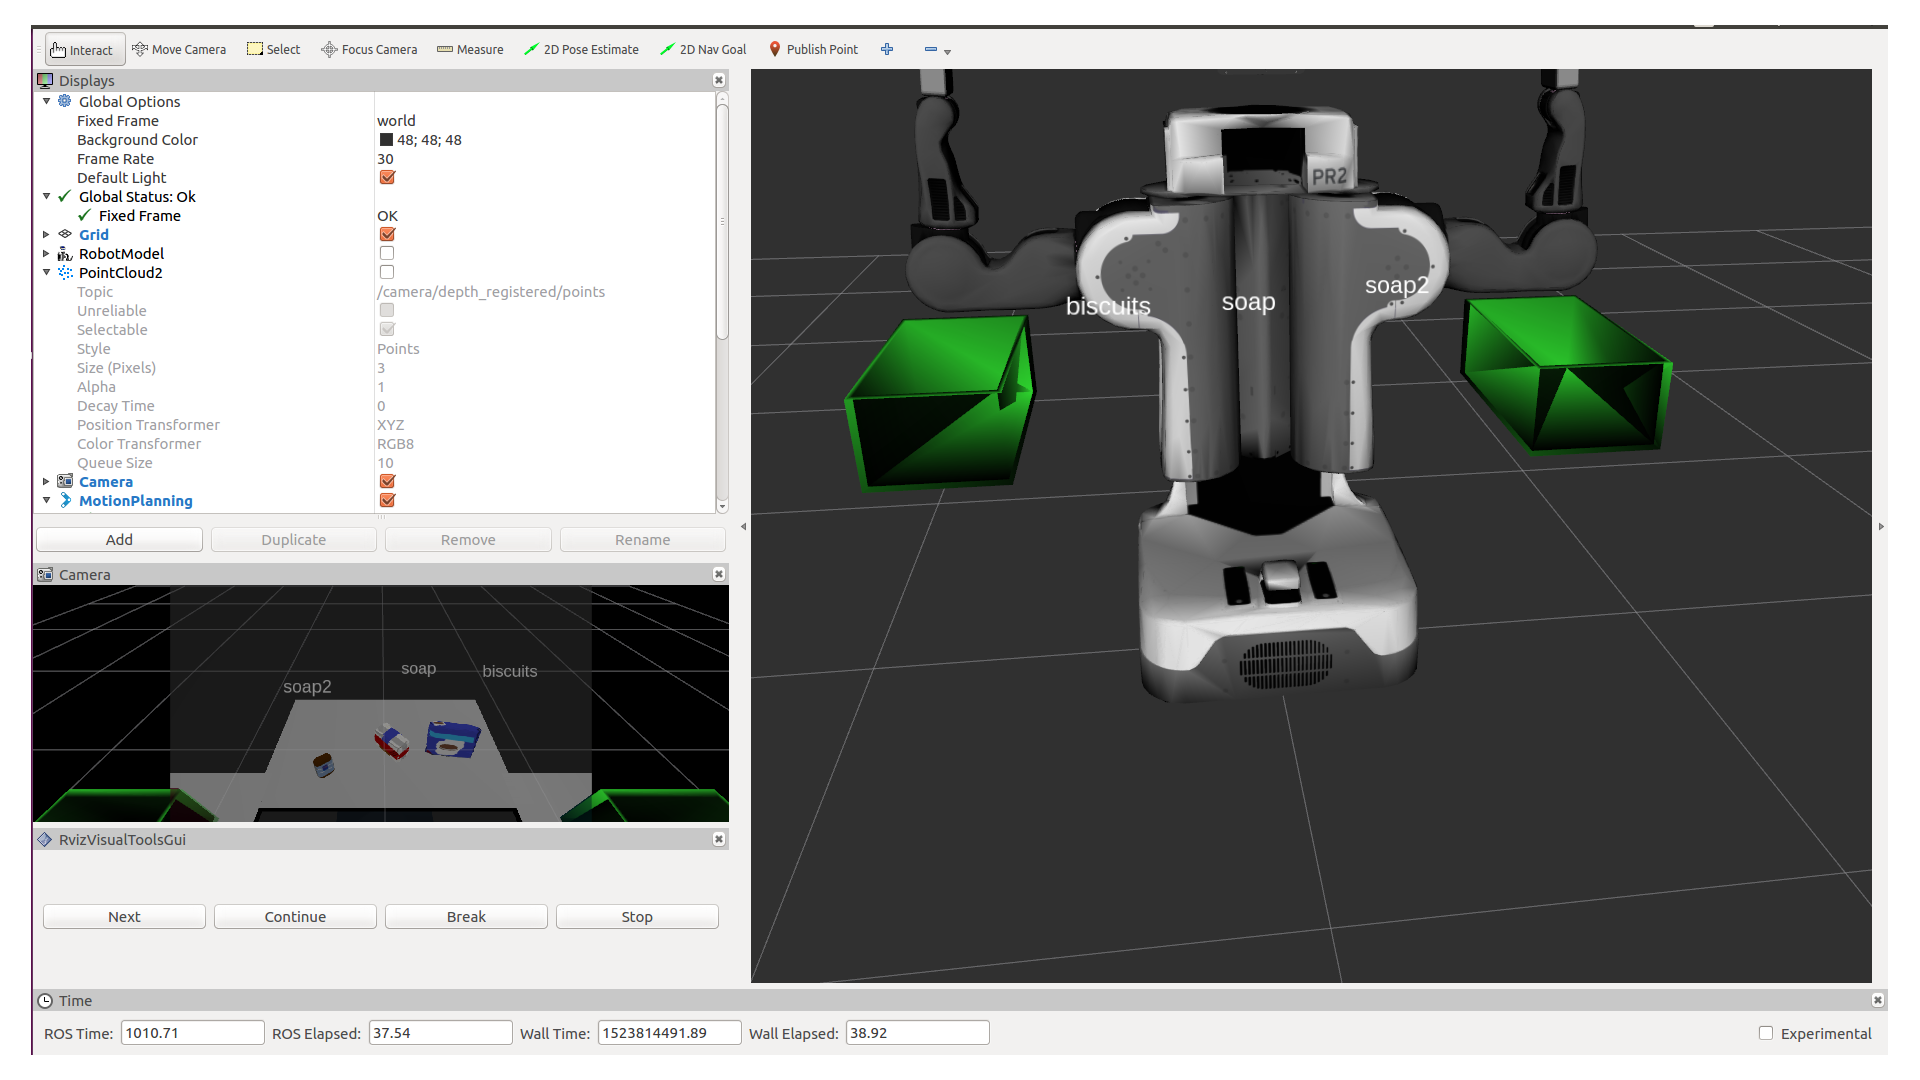 Interact Move Camera Select Focus Camera Measure 2D Pose Estimate 2D Nav Goal Publish Point
Displays
Global Options
Fixed Frame world
Background Color 48; 48; 48
Frame Rate 30
Default Light
Global Status: Ok
Fixed Frame OK
Grid
RobotModel
PointCloud2
Topic /camera/depth_registered/points
Unreliable
Selectable
Style Points
Size (Pixels) 3
Alpha 1
Decay Time 0
Position Transformer XYZ
Color Transformer RGB8
Queue Size 10
Camera
MotionPlanning
Add Duplicate Remove Rename
Camera
soap biscuits
soap2
RvizVisualToolsGui
Next Continue Break Stop
PR2
biscuits soap soap2
Time
ROS Time: 1010.71 ROS Elapsed: 37.54 Wall Time: 1523814491.89 Wall Elapsed: 38.92 Experimental